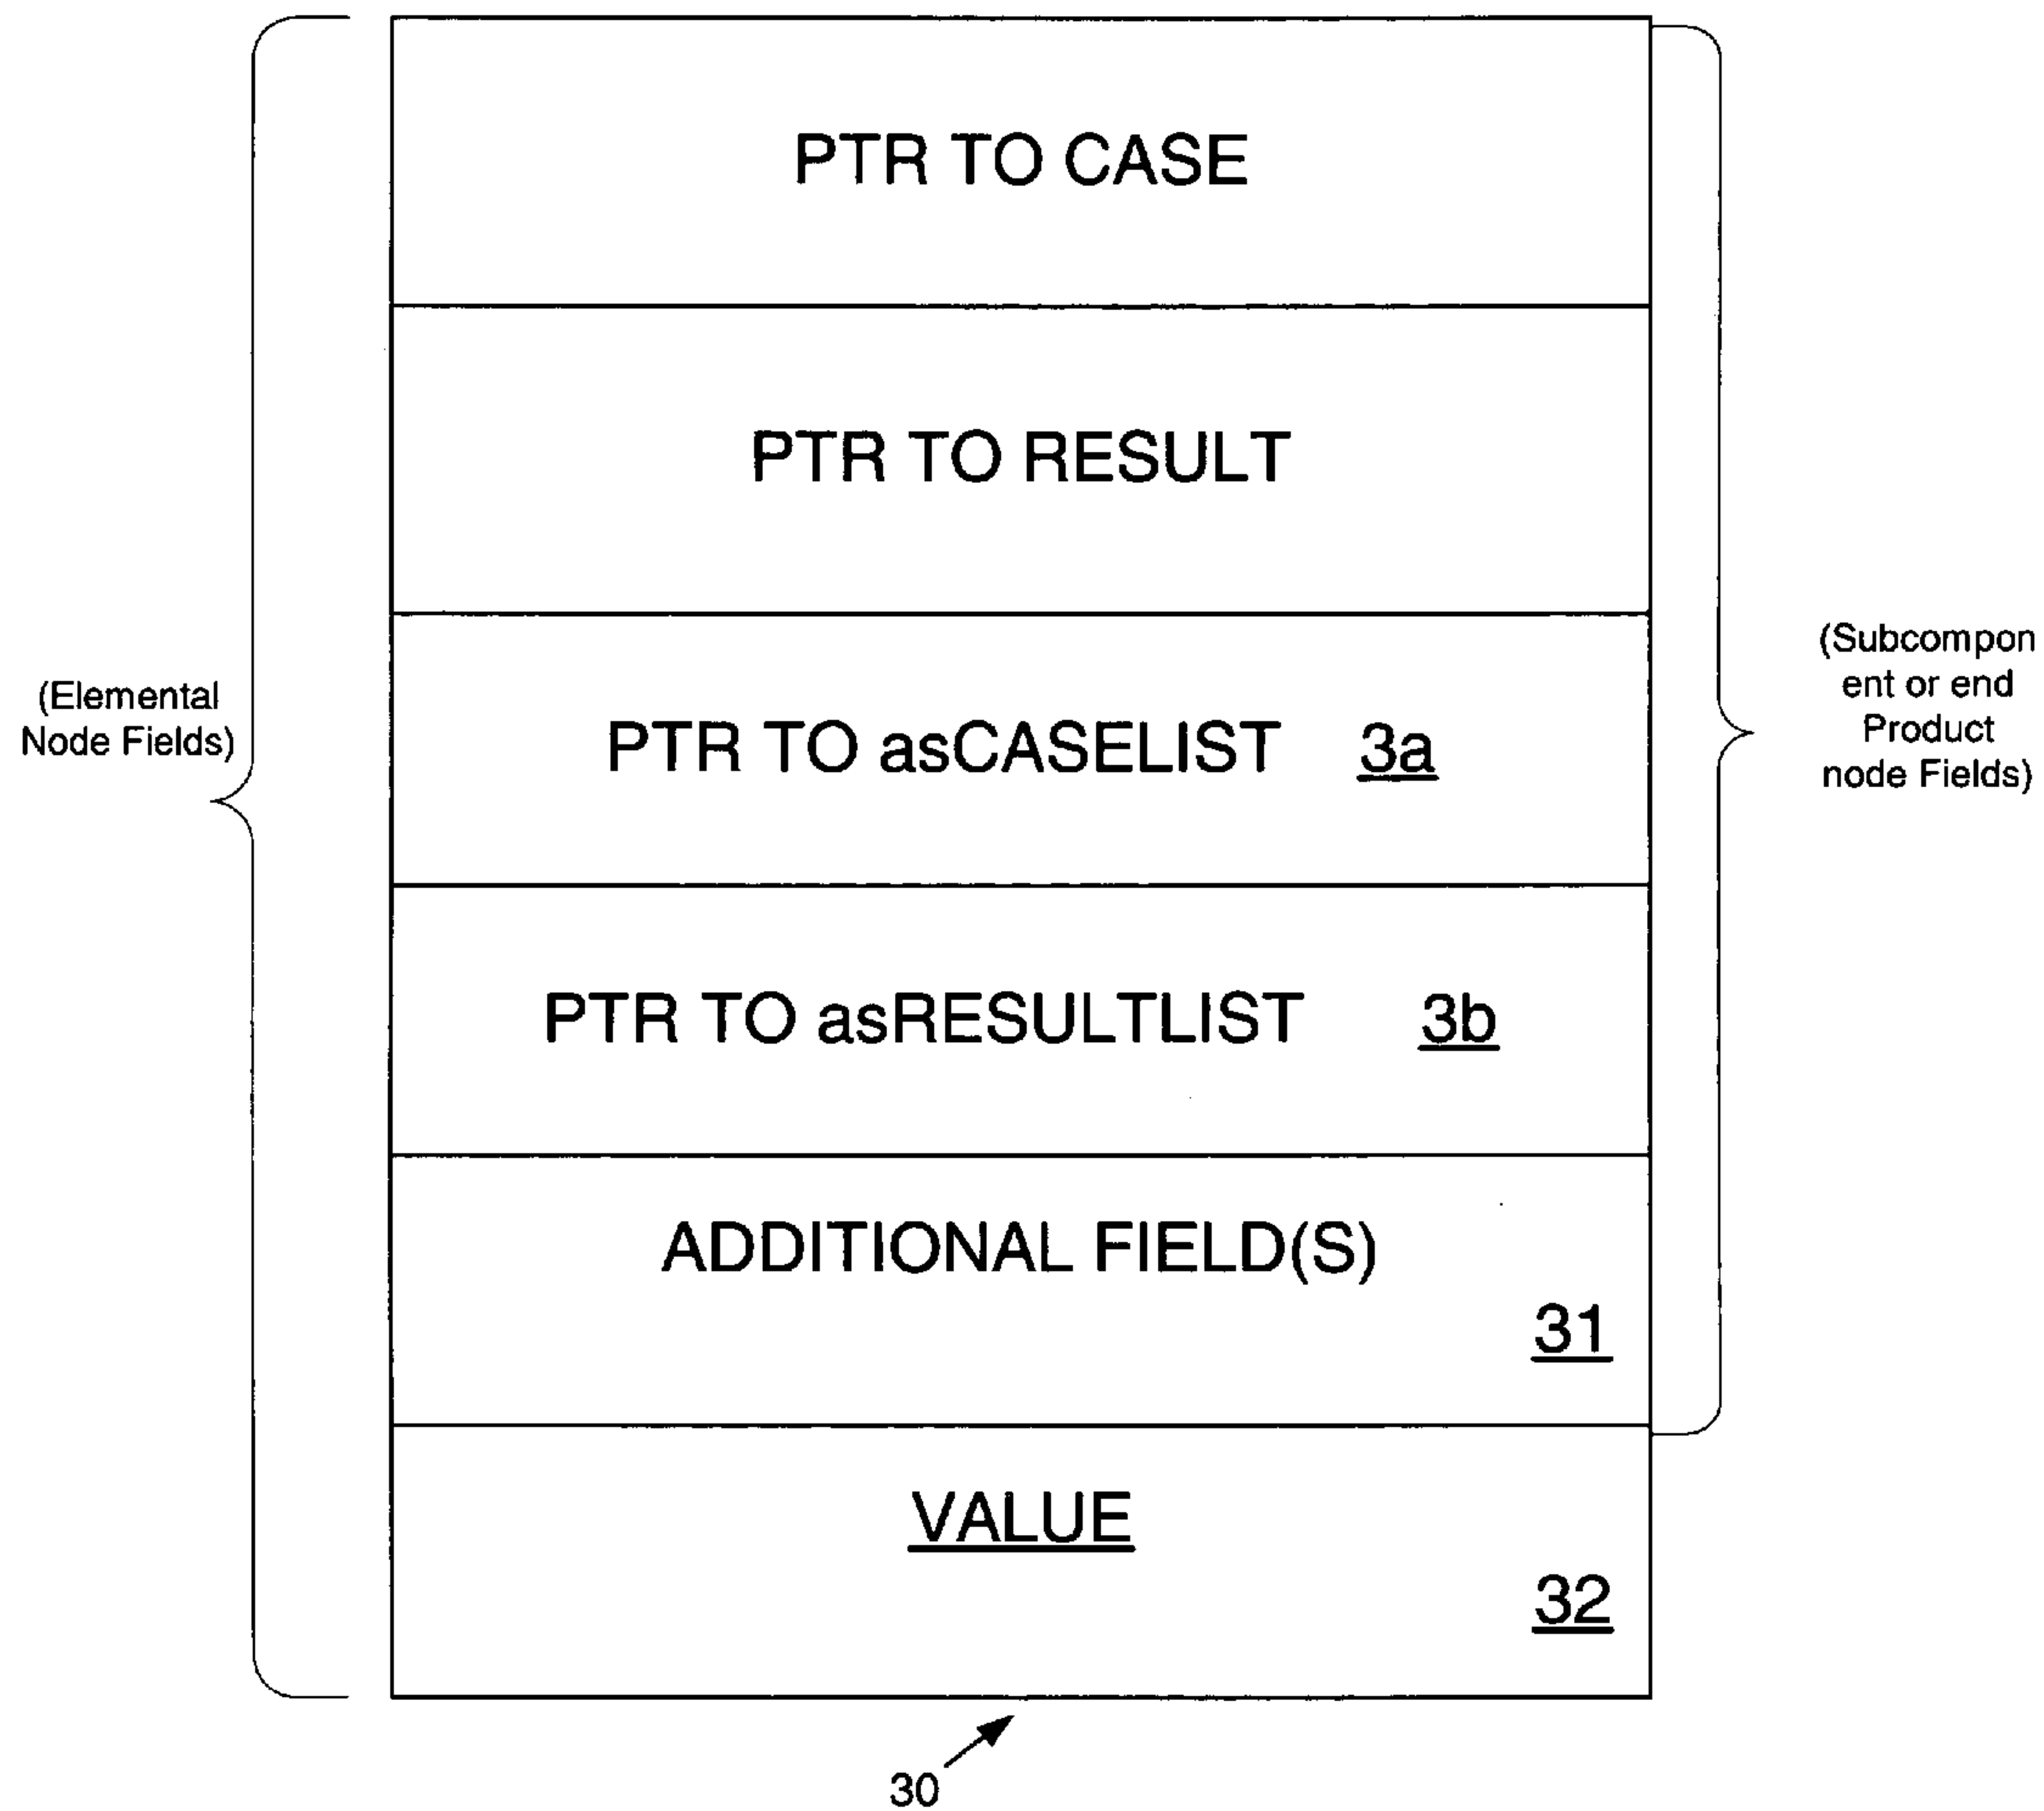 PTR TO CASE
PTR TO RESULT
(Elemental
Node Fields)
PTR TO asCASELIST 3a
(Subcompon
ent or end
Product
node Fields)
PTR TO asRESULTLIST 3b
ADDITIONAL FIELD(S)
31
VALUE
32
30